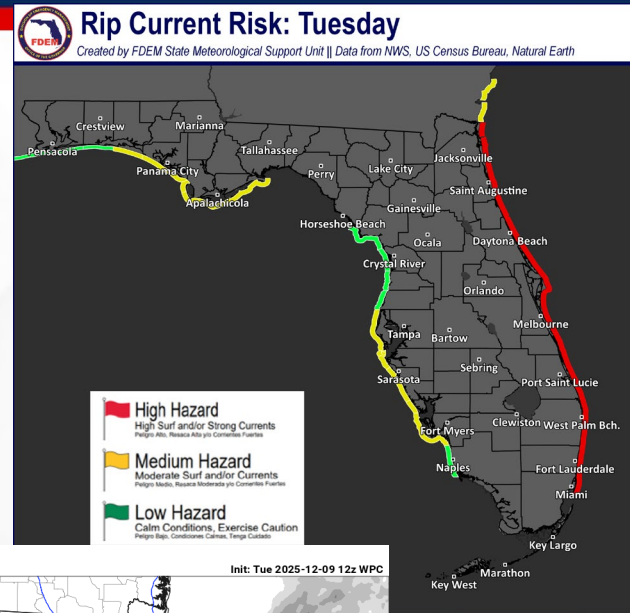 FDEM
Rip Current Risk: Tuesday
Created by FDEM State Meteorological Support Unit || Data from NWS, US Census Bureau, Natural Earth
Crestview
Marianna
Pensacola
Tallahassee
Jacksonville
Panama City
Perry
Lake City
Saint Augustine
Apalachicola
Gainesville
Horseshoe Beach
Ocala
Daytona Beach
Crystal River
Orlando
Melbourne
Tampa
Bartow
Sebring
Sarasota
Port Saint Lucie
Clewiston
West Palm Bch.
Fort Myers
Naples
Fort Lauderdale
Miami
Key Largo
Marathon
Key West
High Hazard
High Surf and/or Strong Currents
Peligro Alto, Resaca Alta y/o Corrientes Fuertes
Medium Hazard
Moderate Surf and/or Currents
Peligro Medio, Resaca Moderada y/o Corrientes Fuertes
Low Hazard
Calm Conditions, Exercise Caution
Peligro Bajo, Condiciones Calmas, Tenga Cuidado
Init: Tue 2025-12-09 12z WPC